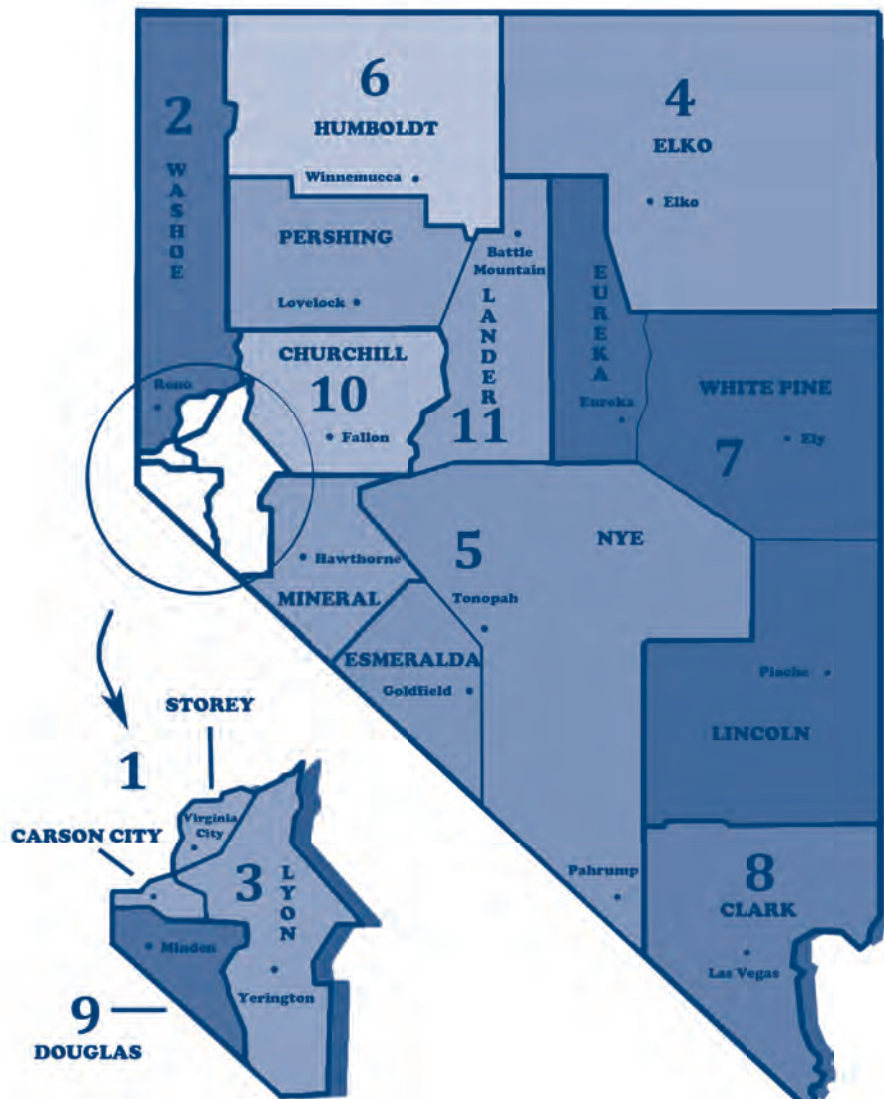 2
WASHOE
Reno
6
HUMBOLDT
Winnemucca
4
ELKO
Elko
PERSHING
Lovelock
Battle
Mountain
LANDER
11
EUREKA
Eureka
CHURCHILL
10
Fallon
WHITE PINE
7
Ely
5
NYE
Tonopah
Hawthorne
MINERAL
ESMERALDA
Goldfield
Pioche
LINCOLN
Pahrump
8
CLARK
Las Vegas
STOREY
1
Virginia
City
CARSON CITY
3
LYON
Minden
Yerington
9
DOUGLAS